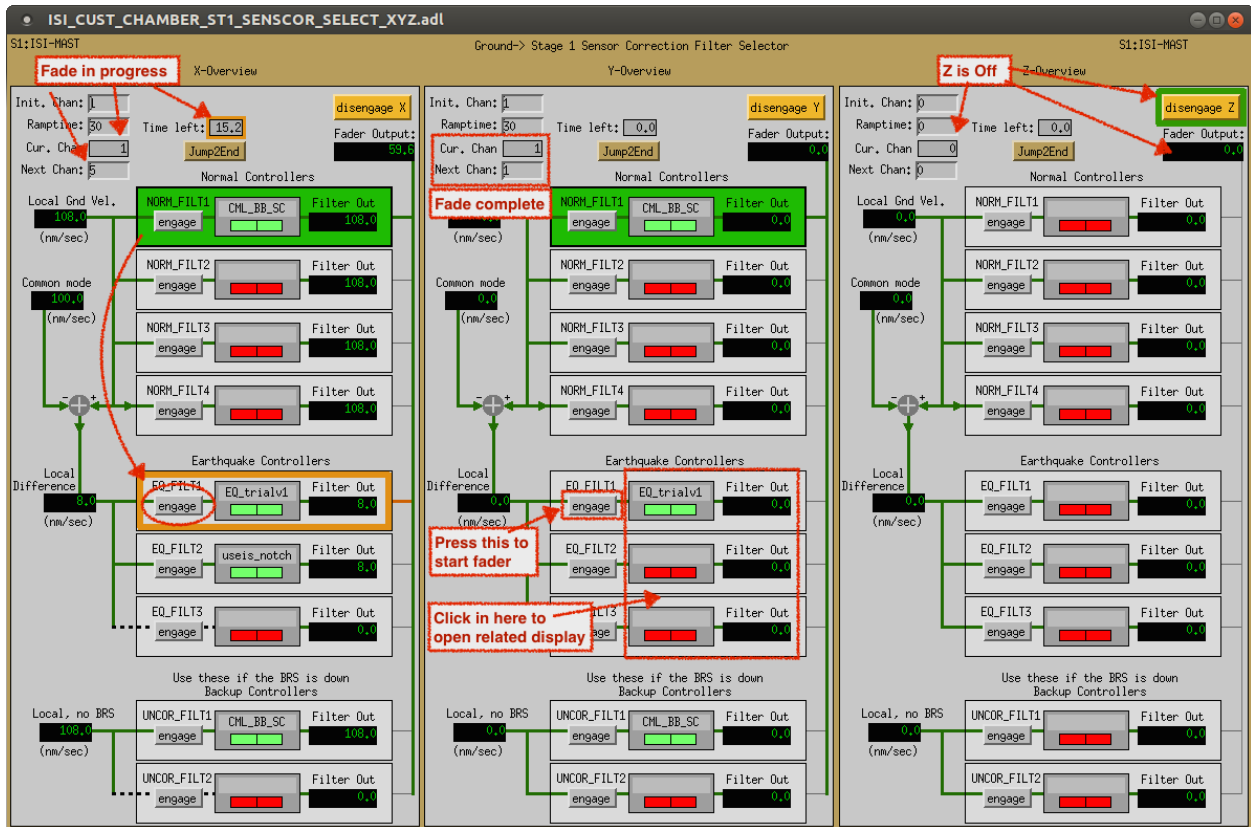 ISI_CUST_CHAMBER_ST1_SENSCOR_SELECT_XYZ.adl
S1:ISI-MAST
Ground-> Stage 1 Sensor Correction Filter Selector
S1:ISI-MAST
Fade in progress
X-Overview
Init. Chan: 1
disengage X
Ramptime: 30
Time left: 15.2
Fader Output:
Cur. Chan 1
Jump2End
59.6
Next Chan: 5
Normal Controllers
Local Gnd Vel.
108.0
(nm/sec)
NORM_FILT1
engage
CML_BB_SC
Filter Out
108.0
Common mode
100.0
(nm/sec)
NORM_FILT2
engage
Filter Out
108.0
NORM_FILT3
engage
Filter Out
108.0
NORM_FILT4
engage
Filter Out
108.0
- +
Earthquake Controllers
Local
Difference
8.0
(nm/sec)
EQ_FILT1
engage
EQ_trialv1
Filter Out
8.0
EQ_FILT2
engage
useis_notch
Filter Out
8.0
EQ_FILT3
engage
Filter Out
0.0
Use these if the BRS is down
Backup Controllers
Local, no BRS
108.0
(nm/sec)
UNCOR_FILT1
engage
CML_BB_SC
Filter Out
108.0
UNCOR_FILT2
engage
Filter Out
0.0
Y-Overview
Init. Chan: 1
disengage Y
Ramptime: 30
Time left: 0.0
Fader Output:
Cur. Chan 1
Jump2End
0.0
Next Chan: 1
Normal Controllers
Fade complete
(nm/sec)
NORM_FILT1
engage
CML_BB_SC
Filter Out
0.0
Common mode
0.0
(nm/sec)
NORM_FILT2
engage
Filter Out
0.0
NORM_FILT3
engage
Filter Out
0.0
NORM_FILT4
engage
Filter Out
0.0
- +
Earthquake Controllers
Local
Difference
0.0
(nm/sec)
EQ_FILT1
engage
EQ_trialv1
Filter Out
0.0
Press this to
start fader
EQ_FILT2
engage
Filter Out
0.0
Click in here to
open related display
Filter Out
0.0
Use these if the BRS is down
Backup Controllers
Local, no BRS
0.0
(nm/sec)
UNCOR_FILT1
engage
CML_BB_SC
Filter Out
0.0
UNCOR_FILT2
engage
Filter Out
0.0
Z is Off
Z-Overview
Init. Chan: 0
disengage Z
Ramptime: 0
Time left: 0.0
Fader Output:
Cur. Chan 0
Jump2End
0.0
Next Chan: 0
Normal Controllers
Local Gnd Vel.
0.0
(nm/sec)
NORM_FILT1
engage
Filter Out
0.0
Common mode
0.0
(nm/sec)
NORM_FILT2
engage
Filter Out
0.0
NORM_FILT3
engage
Filter Out
0.0
NORM_FILT4
engage
Filter Out
0.0
- +
Earthquake Controllers
Local
Difference
0.0
(nm/sec)
EQ_FILT1
engage
Filter Out
0.0
EQ_FILT2
engage
Filter Out
0.0
EQ_FILT3
engage
Filter Out
0.0
Use these if the BRS is down
Backup Controllers
Local, no BRS
0.0
(nm/sec)
UNCOR_FILT1
engage
Filter Out
0.0
UNCOR_FILT2
engage
Filter Out
0.0